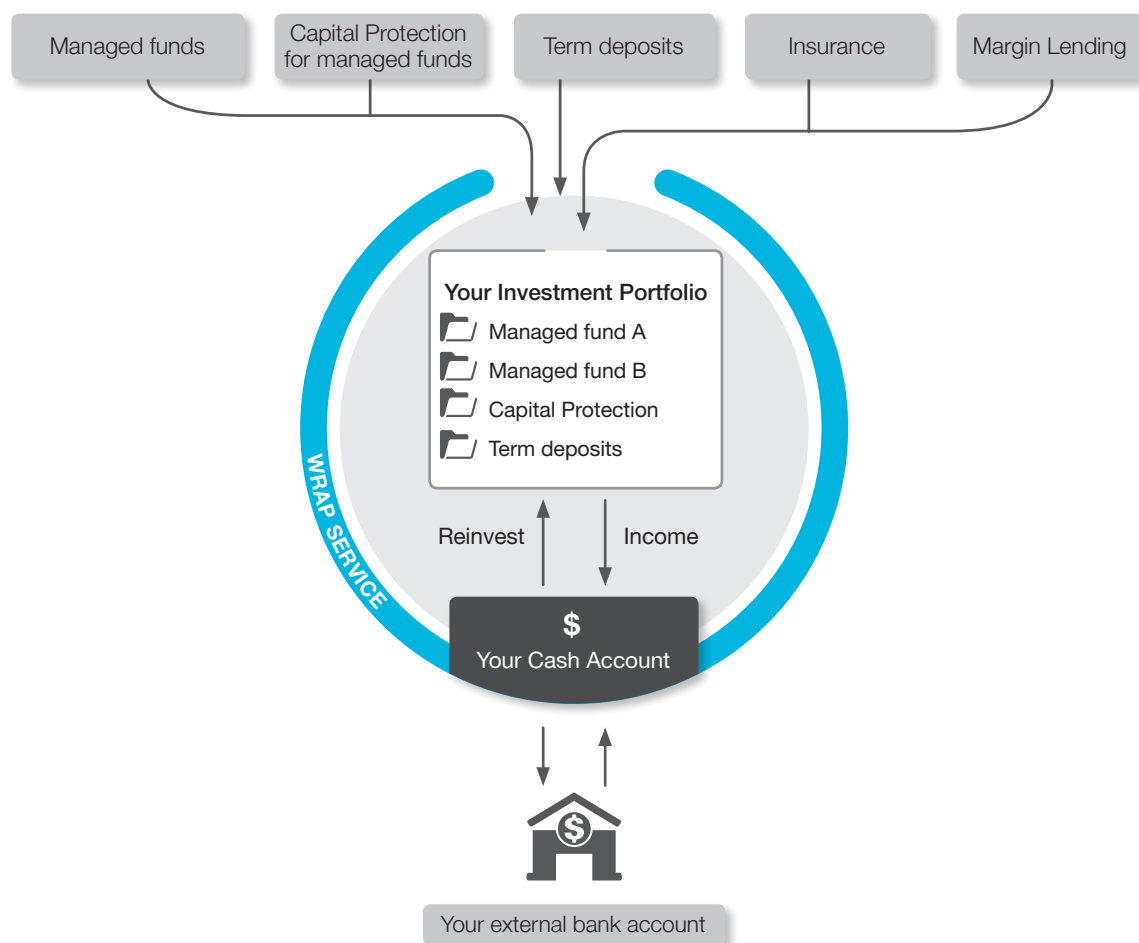 Managed funds
Capital Protection
for managed funds
Term deposits
Insurance
Margin Lending
Your Investment Portfolio
Managed fund A
Managed fund B
Capital Protection
Term deposits
WRAP SERVICE
Reinvest
Income
$
Your Cash Account
$
Your external bank account